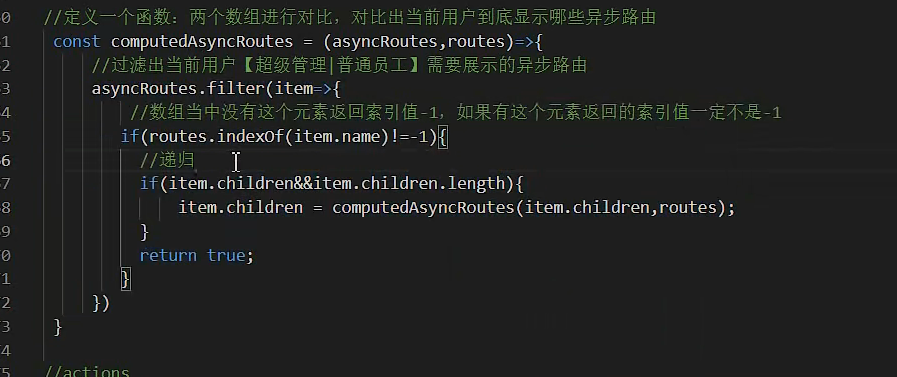 0 //定义一个函数：两个数组进行对比，对比出当前用户到底显示哪些异步路由
1 const computedAsyncRoutes = (asyncRoutes,routes)=>{
2 //过滤出当前用户【超级管理|普通员工】需要展示的异步路由
3 asyncRoutes.filter(item=>{
4 //数组当中没有这个元素返回索引值-1，如果有这个元素返回的索引值一定不是-1
5 if(routes.indexOf(item.name)!==-1){
6 //递归
7 if(item.children&&item.children.length){
8 item.children = computedAsyncRoutes(item.children,routes);
9 }
0 return true;
1 }
2 })
3 }
4
5 //actions